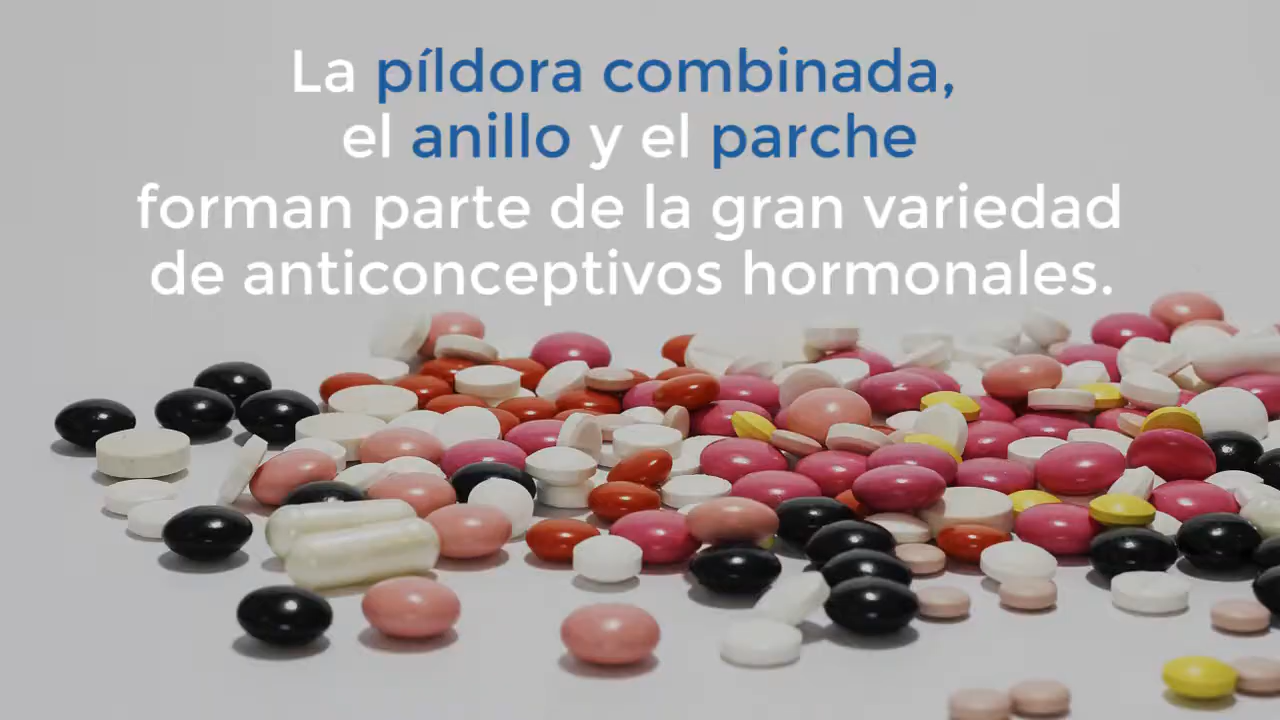 La píldora combinada,
el anillo y el parche
forman parte de la gran variedad
de anticonceptivos hormonales.